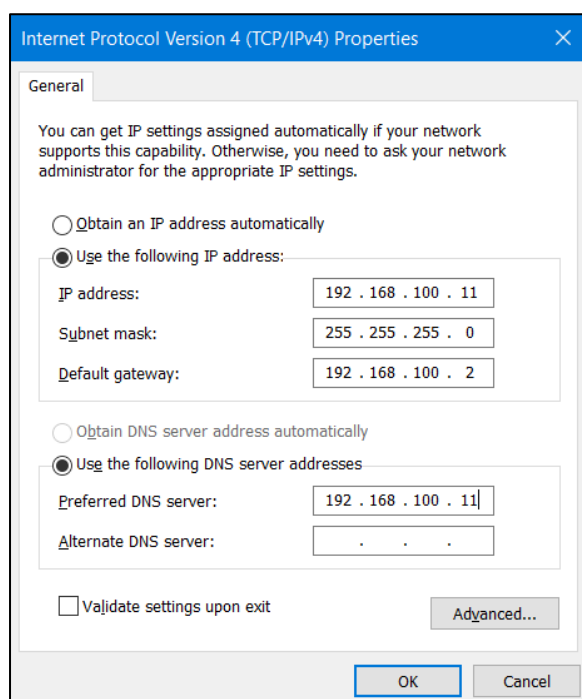 Internet Protocol Version 4 (TCP/IPv4) Properties
General
You can get IP settings assigned automatically if your network
supports this capability. Otherwise, you need to ask your network
administrator for the appropriate IP settings.
Obtain an IP address automatically
Use the following IP address:
IP address: 192 . 168 . 100 . 11
Subnet mask: 255 . 255 . 255 . 0
Default gateway: 192 . 168 . 100 . 2
Obtain DNS server address automatically
Use the following DNS server addresses
Preferred DNS server: 192 . 168 . 100 . 11
Alternate DNS server: . . .
Validate settings upon exit
Advanced...
OK Cancel